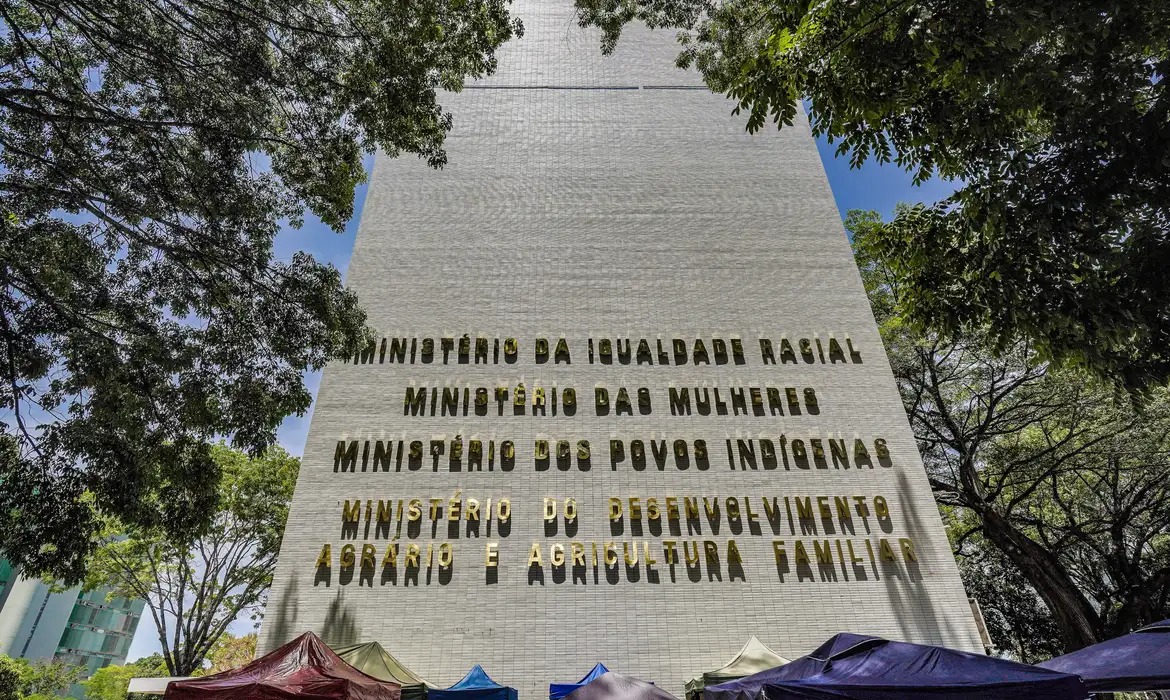 MINISTÉRIO DA IGUALDADE RACIAL
MINISTÉRIO DAS MULHERES
MINISTÉRIO DOS POVOS INDÍGENAS
MINISTÉRIO DO DESENVOLVIMENTO
AGRÁRIO E AGRICULTURA FAMILIAR